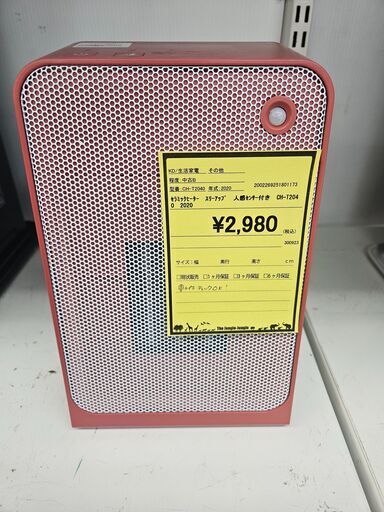 KD/生活家電 その他
程度:中古B
型番:CH-T2040 年式:2020 2002269251801173
セラミックヒーター スリーアップ 人感センサー付き CH-T204
0 2020
¥2,980 (税込)
300923
サイズ:幅 奥行 高さ cm
□現状販売 □1ヶ月保証 □3ヶ月保証 □6ヶ月保証
The Jungle Jungle